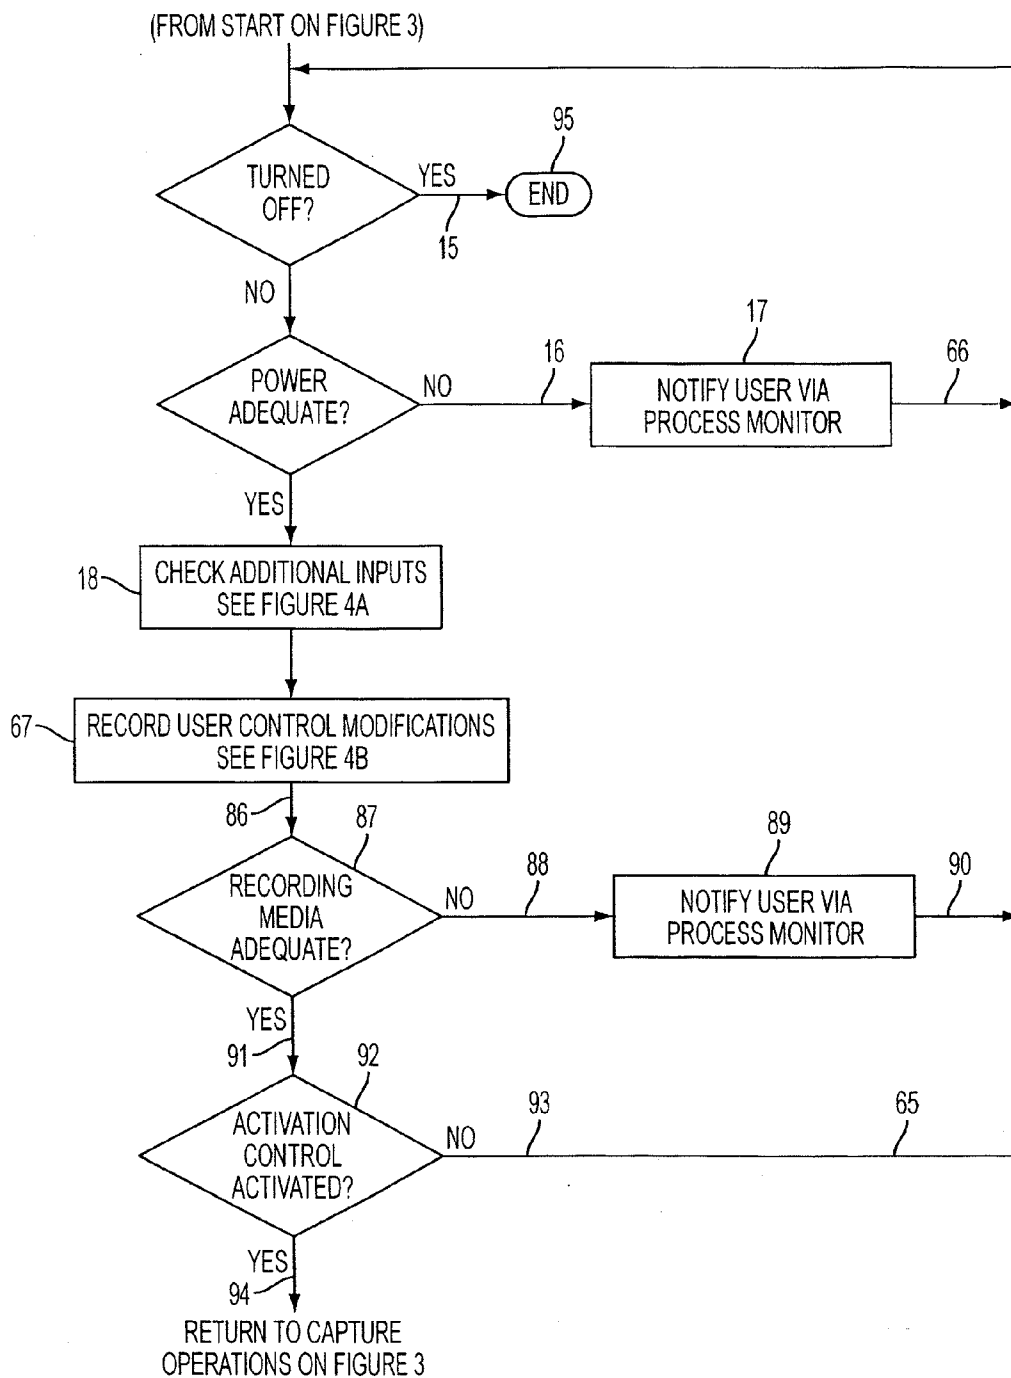 (FROM START ON FIGURE 3)
95
TURNED
OFF?
YES
END
15
NO
17
POWER
ADEQUATE?
NO
16
NOTIFY USER VIA
PROCESS MONITOR
66
YES
18
CHECK ADDITIONAL INPUTS
SEE FIGURE 4A
67
RECORD USER CONTROL MODIFICATIONS
SEE FIGURE 4B
86
87
89
RECORDING
MEDIA
ADEQUATE?
NO
88
NOTIFY USER VIA
PROCESS MONITOR
90
YES
91
92
ACTIVATION
CONTROL
ACTIVATED?
NO
93
65
YES
94
RETURN TO CAPTURE
OPERATIONS ON FIGURE 3